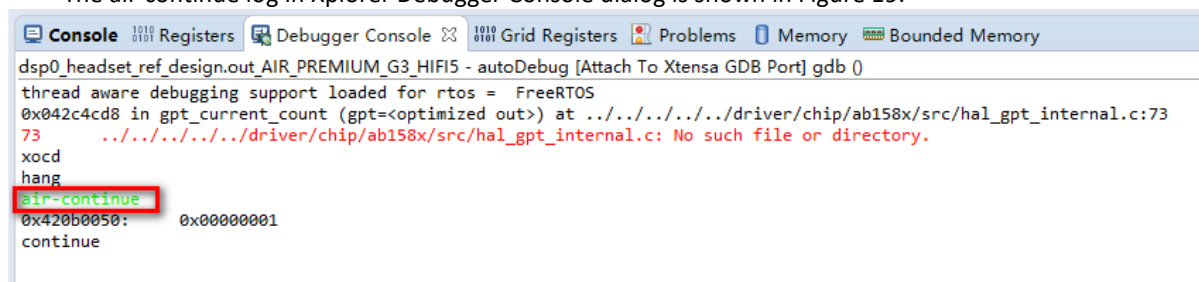 The air-continue log in Xplorer Debugger Console dialog is shown in Figure 19.
Console Registers Debugger Console Grid Registers Problems Memory Bounded Memory
dsp0_headset_ref_design.out_AIR_PREMIUM_G3_HIFI5 - autoDebug [Attach To Xtensa GDB Port] gdb ()
thread aware debugging support loaded for rtos = FreeRTOS
0x042c4cd8 in gpt_current_count (gpt=<optimized out>) at ../../../../../driver/chip/ab158x/src/hal_gpt_internal.c:73
73 ../../../../../driver/chip/ab158x/src/hal_gpt_internal.c: No such file or directory.
xocd
hang
air-continue
0x420b0050: 0x00000001
continue